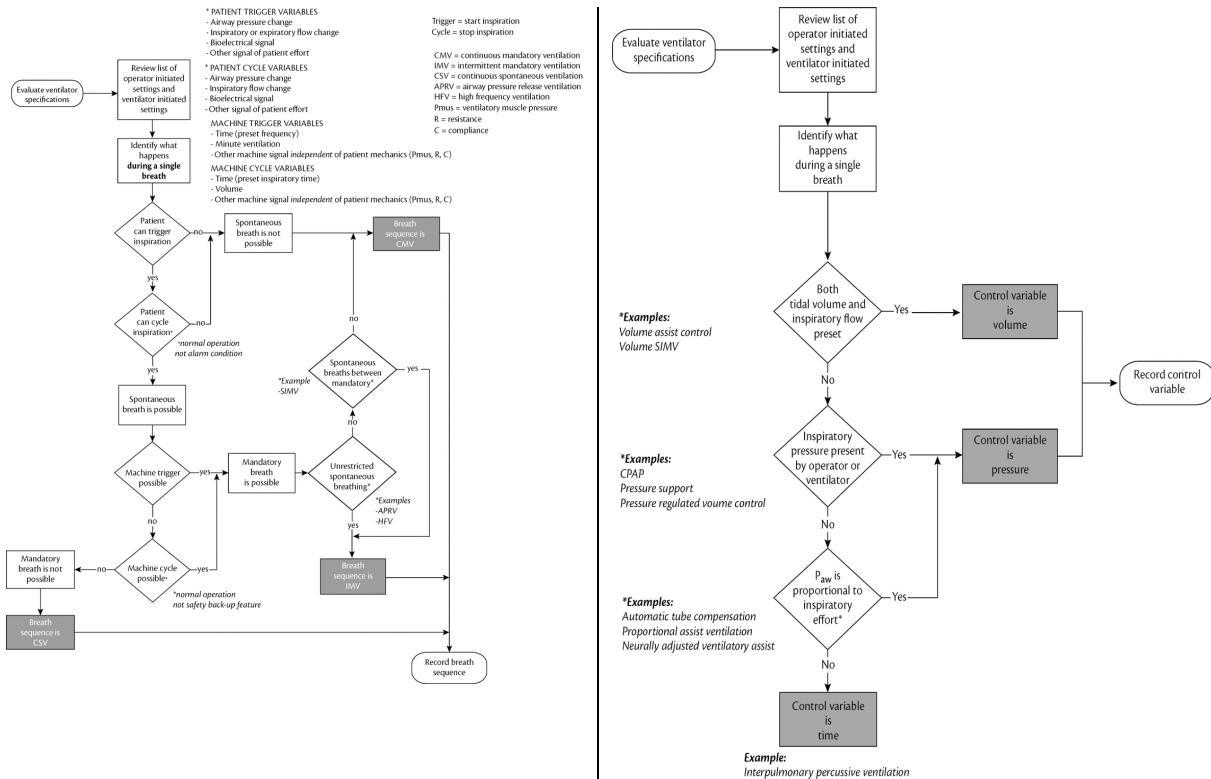 * PATIENT TRIGGER VARIABLES
- Airway pressure change
- Inspiratory or expiratory flow change
- Bioelectrical signal
- Other signal of patient effort
* PATIENT CYCLE VARIABLES
- Airway pressure change
- Inspiratory flow change
- Bioelectrical signal
- Other signal of patient effort
MACHINE TRIGGER VARIABLES
- Time (preset frequency)
- Minute ventilation
- Other machine signal independent of patient mechanics (Pmus, R, C)
MACHINE CYCLE VARIABLES
- Time (preset inspiratory time)
- Volume
- Other machine signal independent of patient mechanics (Pmus, R, C)
Trigger = start inspiration
Cycle = stop inspiration
CMV = continuous mandatory ventilation
IMV = intermittent mandatory ventilation
CSV = continuous spontaneous ventilation
APRV = airway pressure release ventilation
HFV = high frequency ventilation
Pmus = ventilatory muscle pressure
R = resistance
C = compliance
Evaluate ventilator
specifications
Review list of
operator initiated
settings and
ventilator initiated
settings
Identify what
happens
during a single
breath
Patient
can trigger
inspiration
no
Spontaneous
breath is not
possible
Breath
sequence is
CMV
yes
Patient
can cycle
inspiration*
no
*normal operation
not alarm condition
yes
Spontaneous
breath is possible
no
Spontaneous
breaths between
mandatory*
yes
*Example
-SIMV
no
Machine trigger
possible
yes
Mandatory
breath
is possible
Unrestricted
spontaneous
breathing*
*Examples
-APRV
-HFV
yes
no
Mandatory
breath is not
possible
no
Machine cycle
possible*
yes
*normal operation
not safety back-up feature
Breath
sequence is
IMV
Breath
sequence is
CSV
Record breath
sequence
Evaluate ventilator
specifications
Review list of
operator initiated
settings and
ventilator initiated
settings
Identify what
happens
during a single
breath
Both
tidal volume and
inspiratory flow
preset
Yes
Control variable
is
volume
*Examples:
Volume assist control
Volume SIMV
No
Record control
variable
Inspiratory
pressure present
by operator or
ventilator
Yes
Control variable
is
pressure
*Examples:
CPAP
Pressure support
Pressure regulated voume control
No
Paw is
proportional to
inspiratory
effort*
Yes
*Examples:
Automatic tube compensation
Proportional assist ventilation
Neurally adjusted ventilatory assist
No
Control variable
is
time
Example:
Interpulmonary percussive ventilation